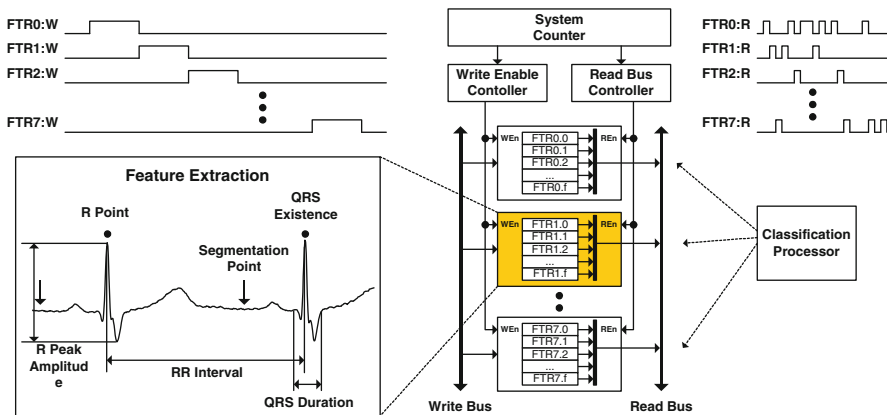 FTR0:W
FTR1:W
FTR2:W
FTR7:W
System
Counter
Write Enable
Contoller
Read Bus
Controller
FTR0:R
FTR1:R
FTR2:R
FTR7:R
WEn
FTR0.0
FTR0.1
FTR0.2
...
FTR0.f
REn
WEn
FTR1.0
FTR1.1
FTR1.2
...
FTR1.f
REn
WEn
FTR7.0
FTR7.1
FTR7.2
...
FTR7.f
REn
Write Bus
Read Bus
Classification
Processor
Feature Extraction
R Point
QRS
Existence
Segmentation
Point
R Peak
Amplitud
e
RR Interval
QRS Duration